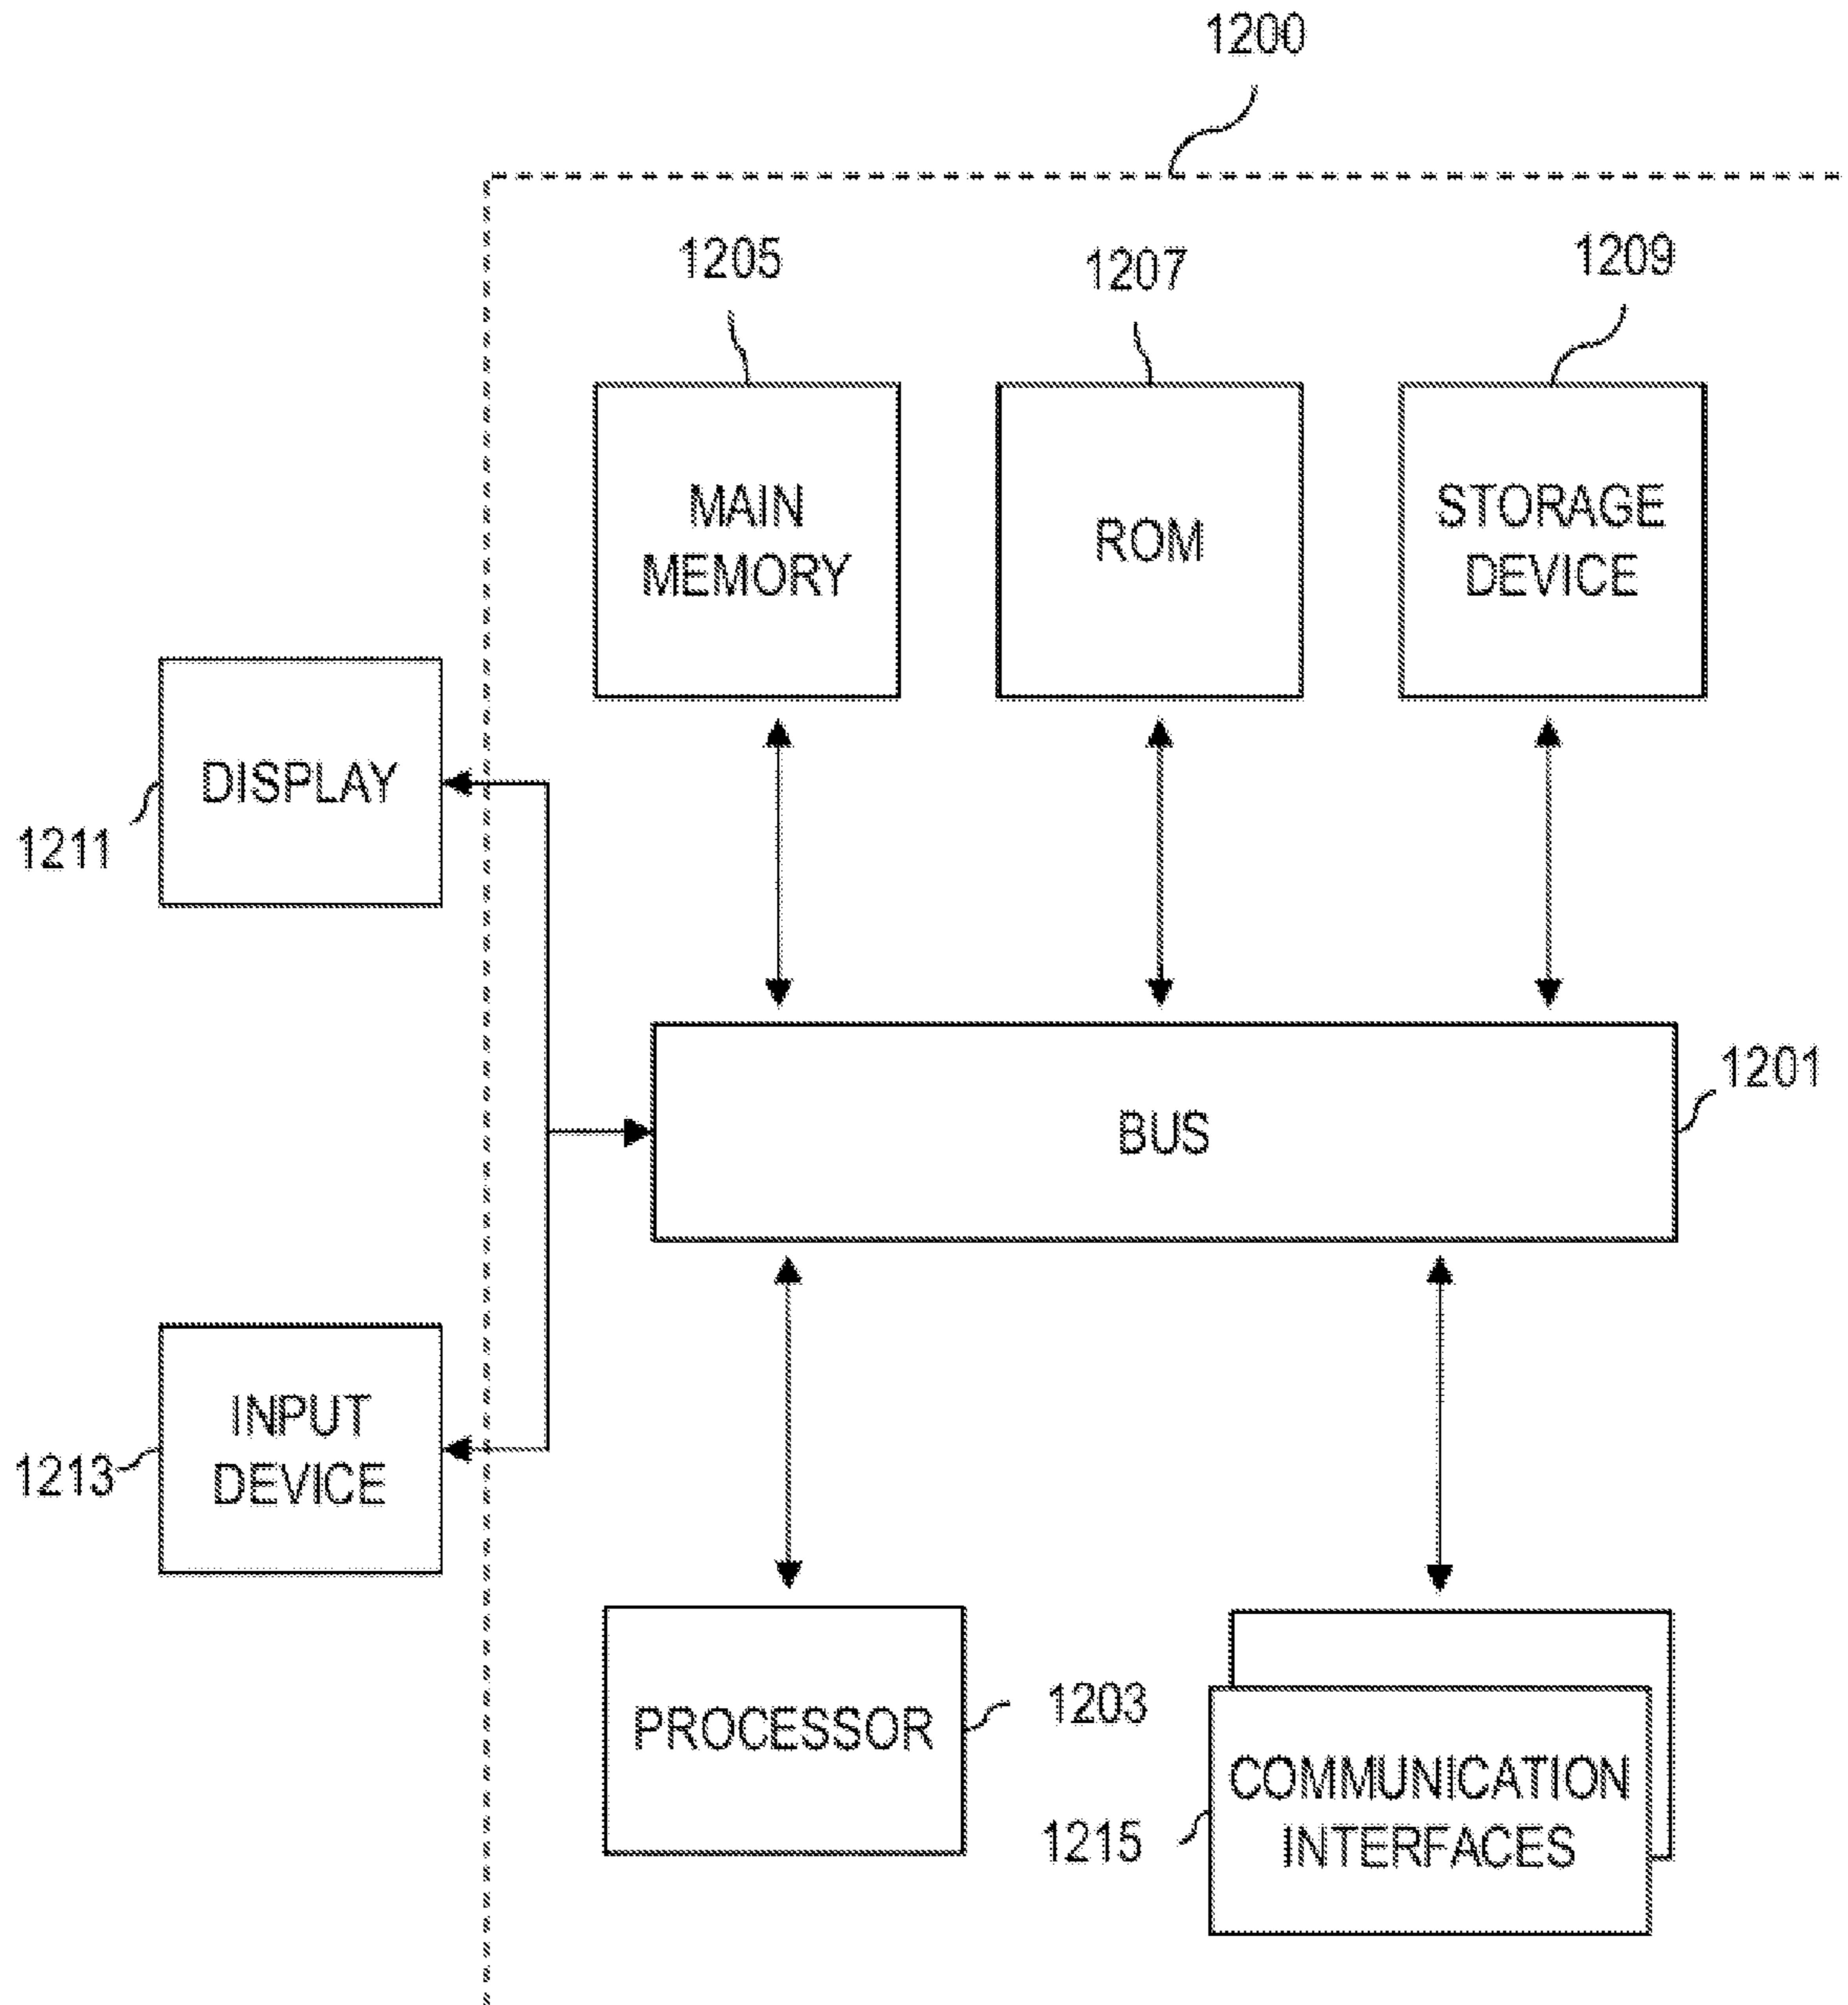 1200
1205
1207
1209
MAIN
MEMORY
ROM
STORAGE
DEVICE
DISPLAY
1211
1201
BUS
INPUT
DEVICE
1213
PROCESSOR
1203
COMMUNICATION
INTERFACES
1215